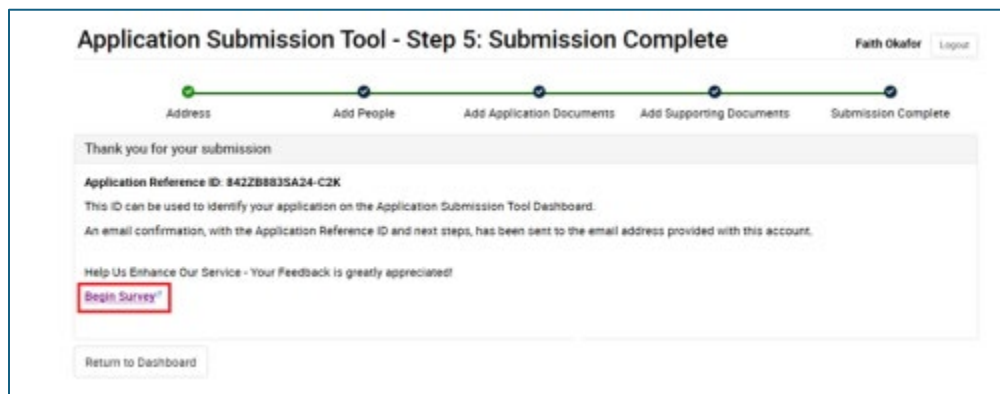 Application Submission Tool - Step 5: Submission Complete
Faith Okafor
Logout
Address
Add People
Add Application Documents
Add Supporting Documents
Submission Complete
Thank you for your submission
Application Reference ID: 842ZB883SA24-C2K
This ID can be used to identify your application on the Application Submission Tool Dashboard.
An email confirmation, with the Application Reference ID and next steps, has been sent to the email address provided with this account.
Help Us Enhance Our Service - Your Feedback is greatly appreciated!
Begin Survey
Return to Dashboard